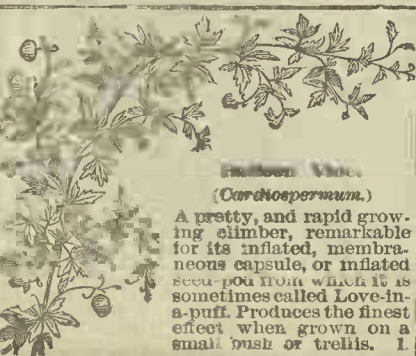 (Cardiospermum.)
A pretty, and rapid grow-
ing climber, remarkable
for its inflated, membra-
neous capsule, or inflated
seed-pod from which it is
sometimes called Love-in-
a-puff. Produces the finest
effect when grown on a
small bush or trellis. 1.